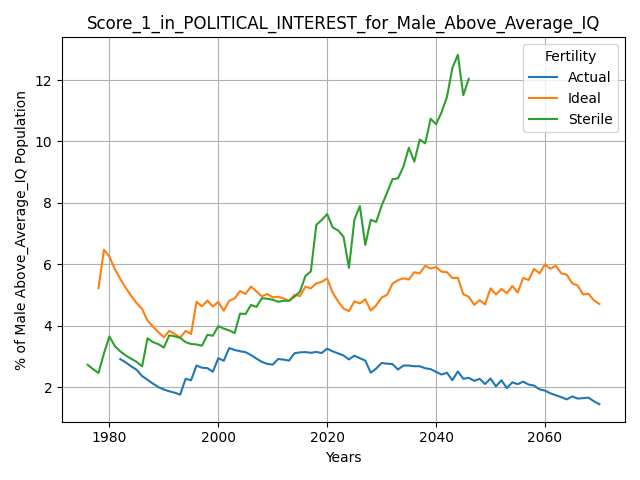 Score_1_in_POLITICAL_INTEREST_for_Male_Above_Average_IQ
% of Male Above_Average_IQ Population
12
10
8
6
4
2
Fertility
Actual
Ideal
Sterile
1980
2000
2020
2040
2060
Years